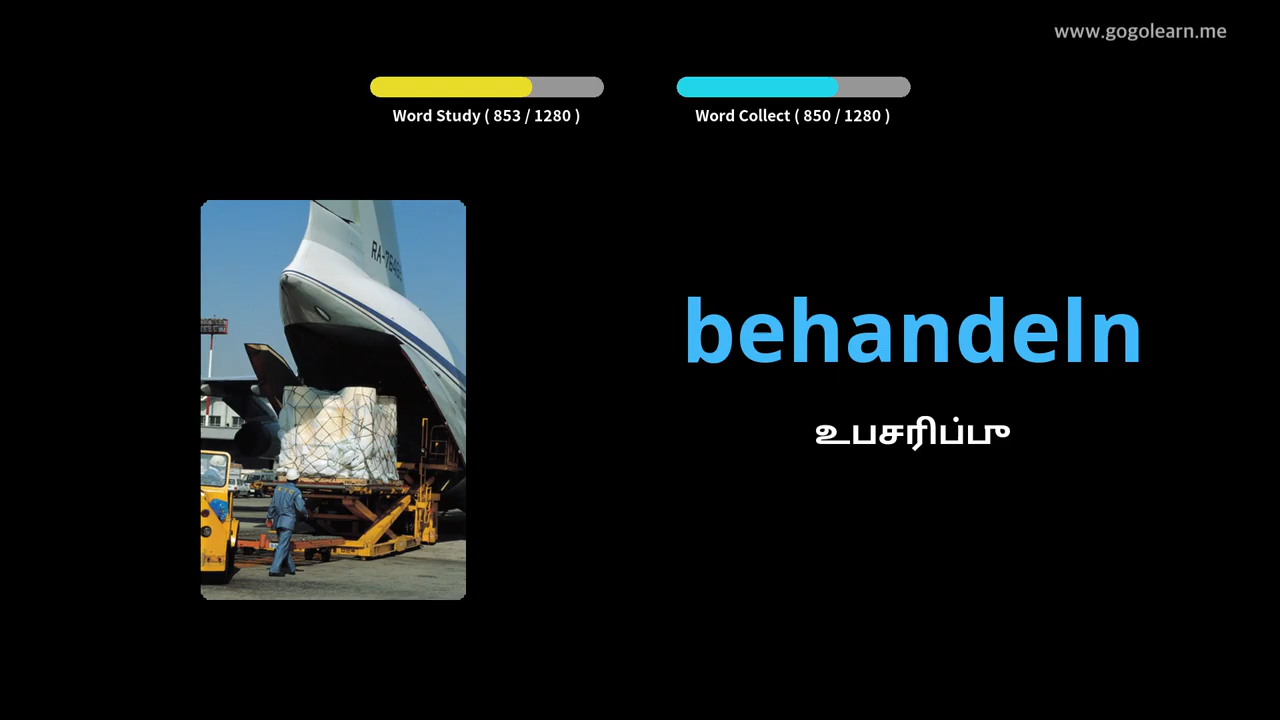 www.gogolearn.me
Word Study ( 853 / 1280 )
Word Collect ( 850 / 1280 )
behandeln
உபசரிப்பு